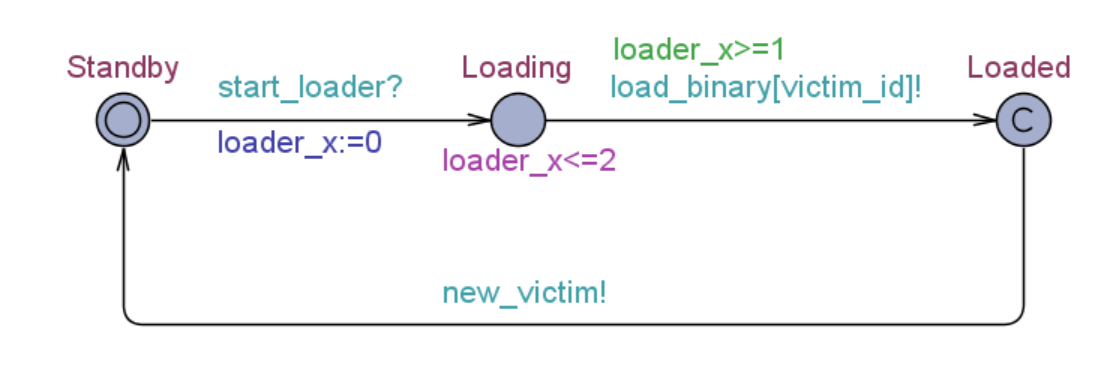 Standby
start_loader?
loader_x:=0
Loading
loader_x<=2
loader_x>=1
load_binary[victim_id]!
Loaded
C
new_victim!